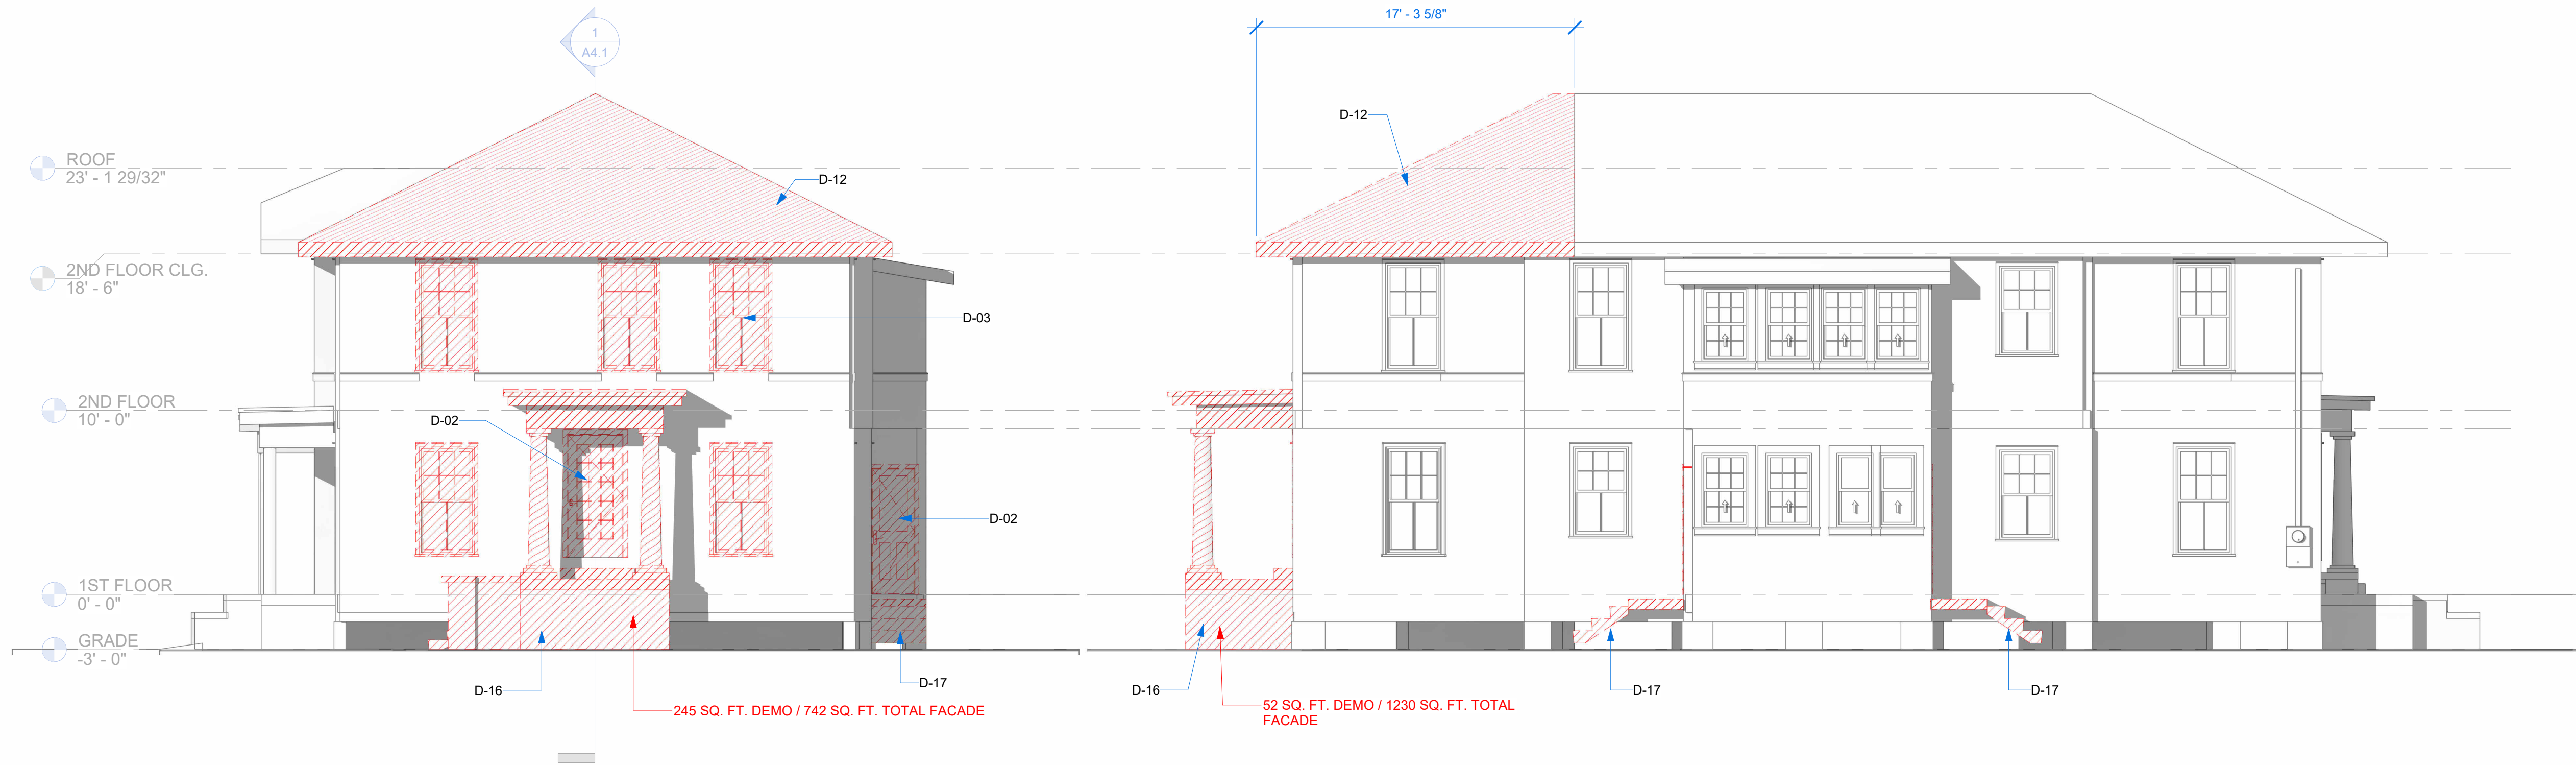 1
A4.1
17' - 3 5/8"
D-12
ROOF
23' - 1 29/32"
D-12
2ND FLOOR CLG.
18' - 6"
D-03
2ND FLOOR
10' - 0"
D-02
D-02
1ST FLOOR
0' - 0"
GRADE
-3' - 0"
D-16
D-17
245 SQ. FT. DEMO / 742 SQ. FT. TOTAL FACADE
D-16
52 SQ. FT. DEMO / 1230 SQ. FT. TOTAL
FACADE
D-17
D-17